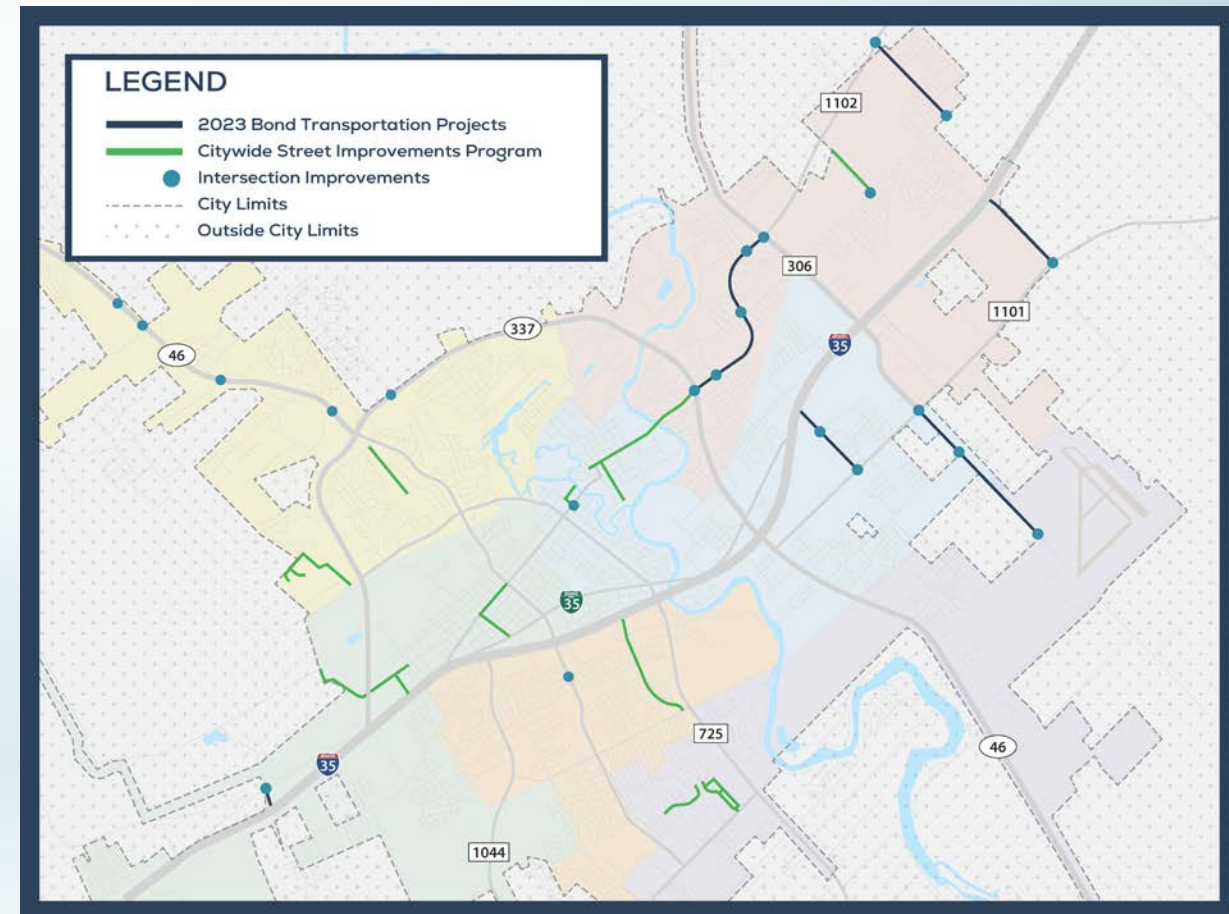 LEGEND
2023 Bond Transportation Projects
Citywide Street Improvements Program
Intersection Improvements
City Limits
Outside City Limits
1102
306
1101
337
35
46
35
725
46
35
1044